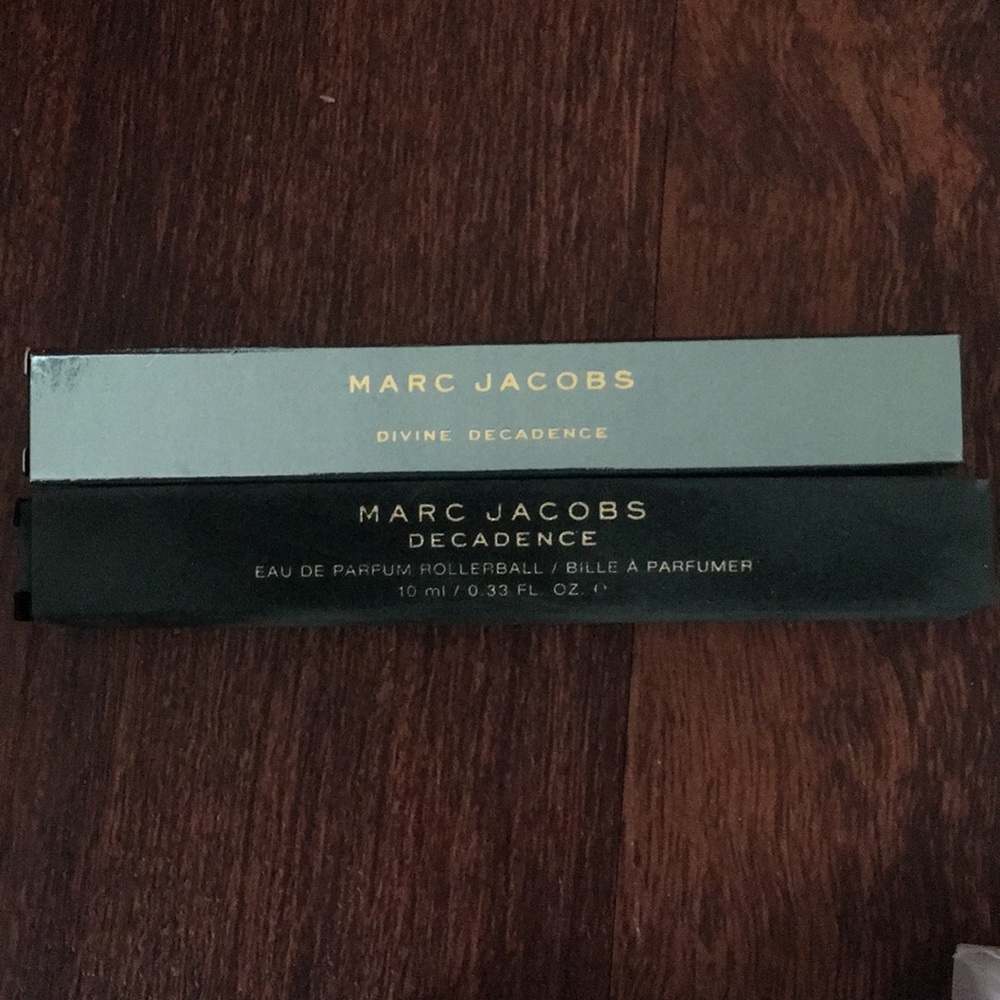 MARC JACOBS
DIVINE DECADENCE
MARC JACOBS
DECADENCE
EAU DE PARFUM ROLLERBALL / BILLE À PARFUMER
10 ml / 0.33 FL. OZ. ℮